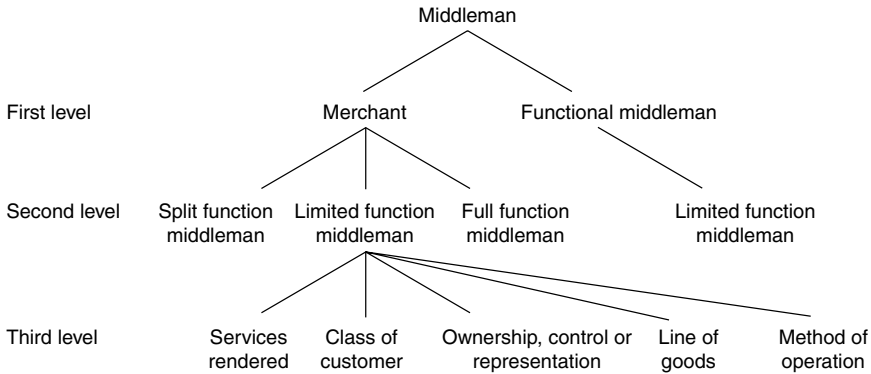 Middleman
First level Merchant Functional middleman
Second level Split function Limited function Full function Limited function
middleman middleman middleman middleman
Third level Services Class of Ownership, control or Line of Method of
rendered customer representation goods operation